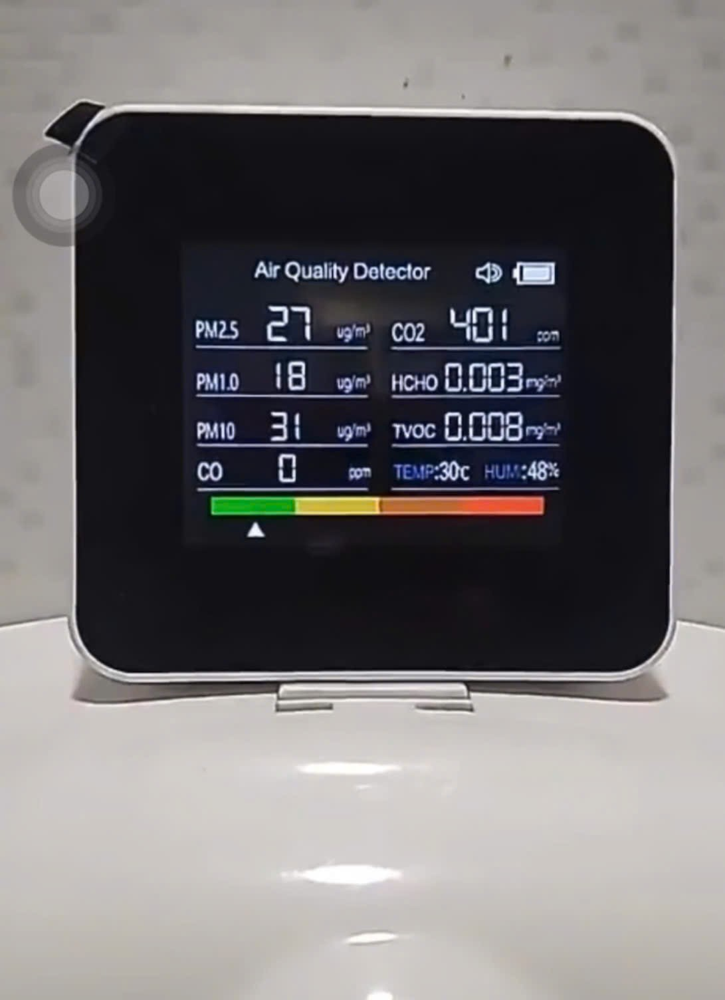 Air Quality Detector
PM2.5 27 ug/m³ CO2 401 ppm
PM1.0 18 ug/m³ HCHO 0.003 mg/m³
PM10 31 ug/m³ TVOC 0.008 mg/m³
CO 0 ppm TEMP:30℃ HUM:48%